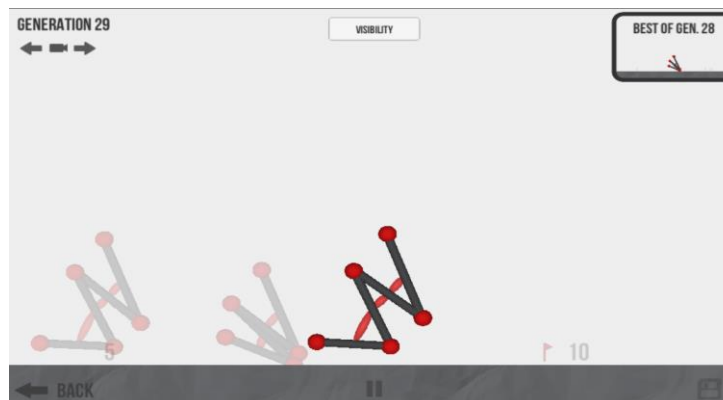 GENERATION 29
VISIBILITY
BEST OF GEN. 28
5
10
BACK